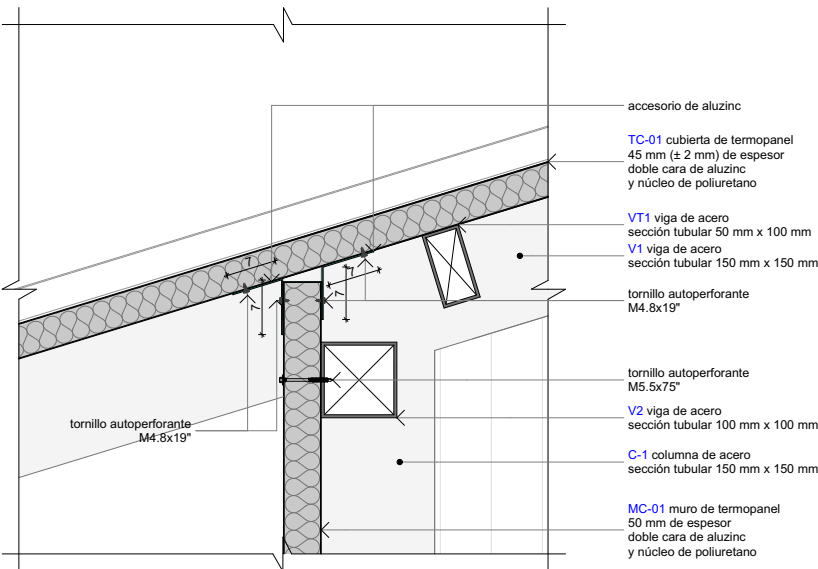 accesorio de aluzinc
TC-01 cubierta de termopanel
45 mm (± 2 mm) de espesor
doble cara de aluzinc
y núcleo de poliuretano
VT1 viga de acero
sección tubular 50 mm x 100 mm
V1 viga de acero
sección tubular 150 mm x 150 mm
tornillo autoperforante
M4.8x19"
tornillo autoperforante
M5.5x75"
V2 viga de acero
sección tubular 100 mm x 100 mm
C-1 columna de acero
sección tubular 150 mm x 150 mm
MC-01 muro de termopanel
50 mm de espesor
doble cara de aluzinc
y núcleo de poliuretano
7
7
7
7
tornillo autoperforante
M4.8x19"